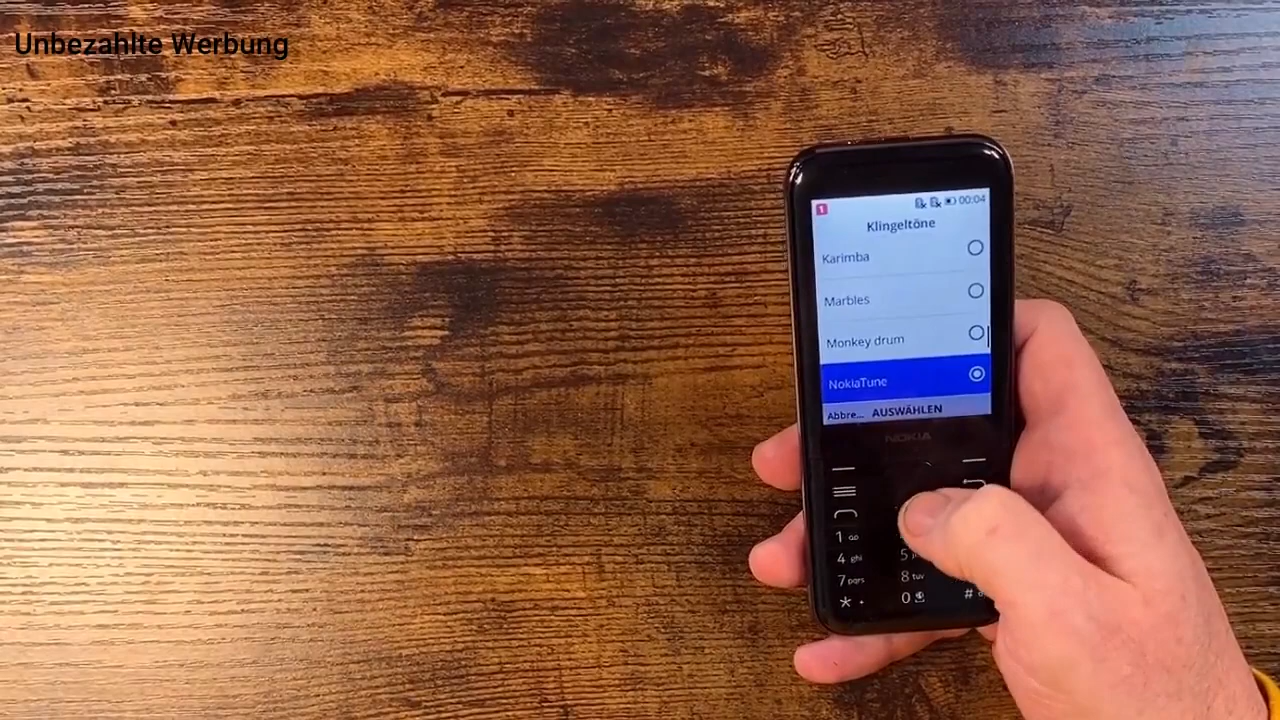 Unbezahlte Werbung
1
00:04
Klingeltöne
Karimba
Marbles
Monkey drum
NokiaTune
Abbre... AUSWÄHLEN
NOKIA
1
4 ghi
5
7 pqrs
8 tuv
* +
0
#